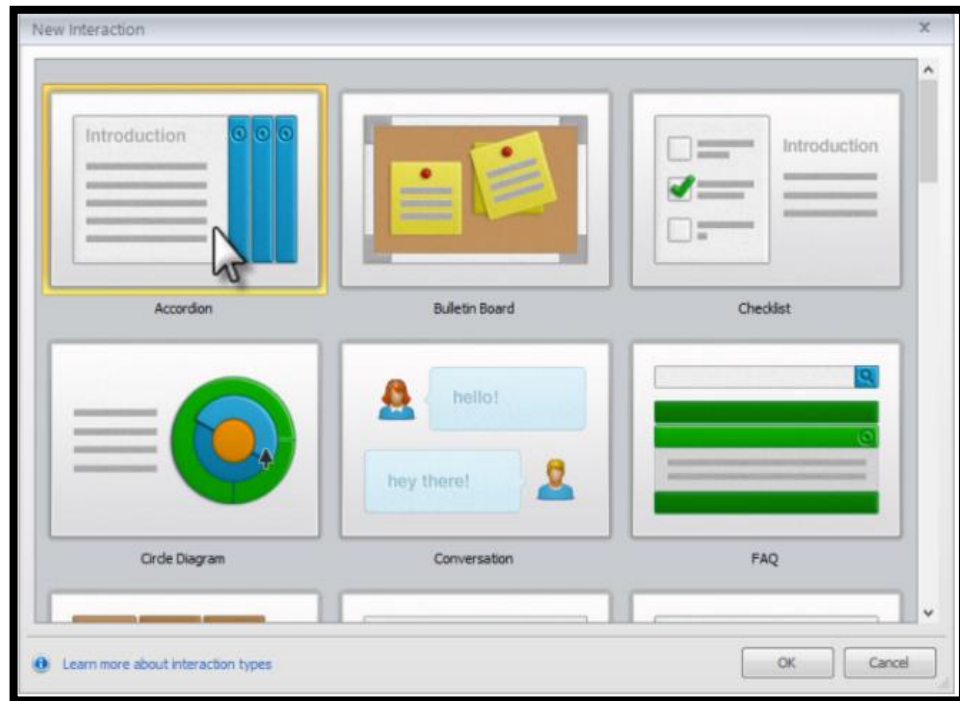 New Interaction
Introduction
Introduction
Accordion
Bulletin Board
Checklist
hello!
hey there!
Circle Diagram
Conversation
FAQ
Learn more about interaction types
OK
Cancel